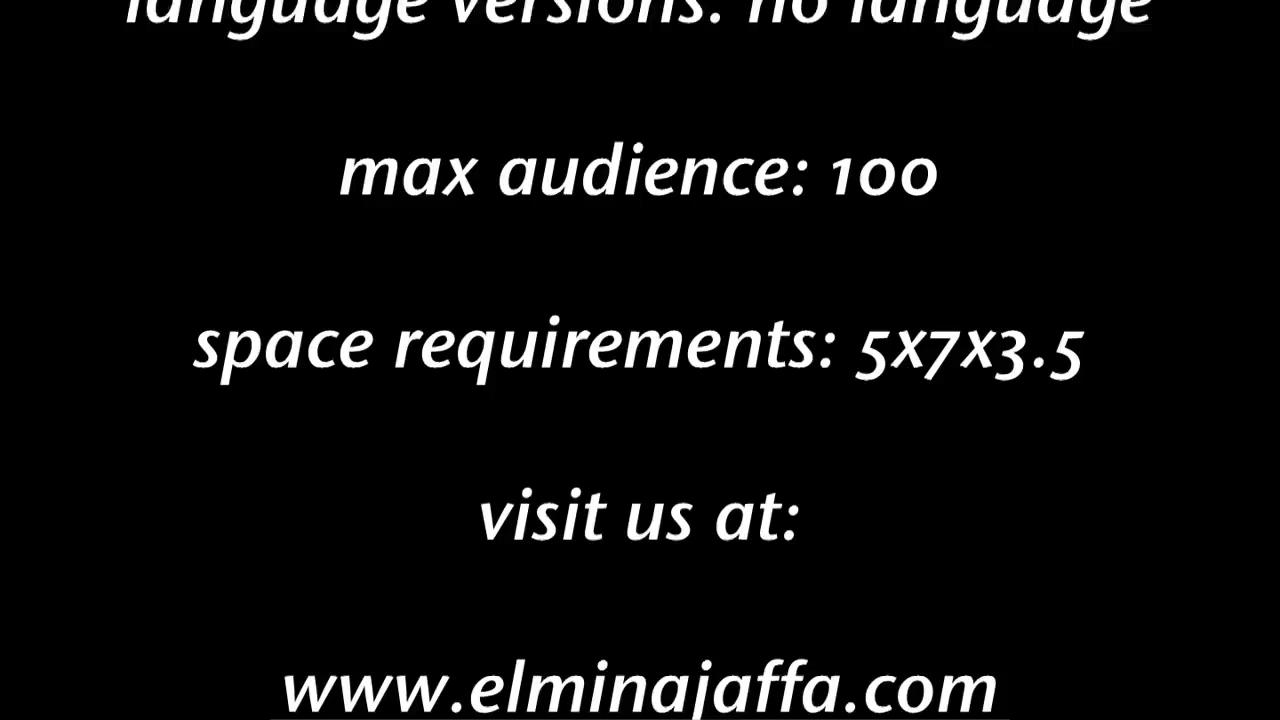 language versions: no language
max audience: 100
space requirements: 5x7x3.5
visit us at:
www.elminajaffa.com